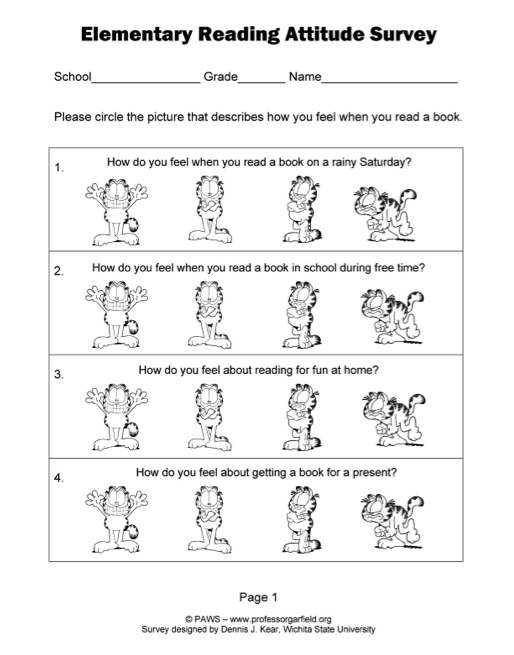 Elementary Reading Attitude Survey
School_________________ Grade_______ Name_____________________
Please circle the picture that describes how you feel when you read a book.
1. How do you feel when you read a book on a rainy Saturday?
2. How do you feel when you read a book in school during free time?
3. How do you feel about reading for fun at home?
4. How do you feel about getting a book for a present?
Page 1
© PAWS – www.professorgarfield.org
Survey designed by Dennis J. Kear, Wichita State University